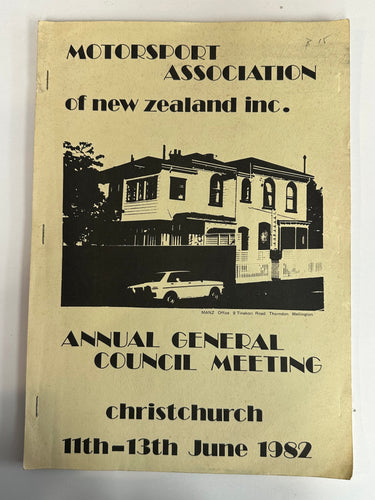 MOTORSPORT
ASSOCIATION
of new zealand inc.
MANZ Office 9 Tinakori Road Thorndon, Wellington
ANNUAL GENERAL
COUNCIL MEETING
christchurch
11th-13th June 1982